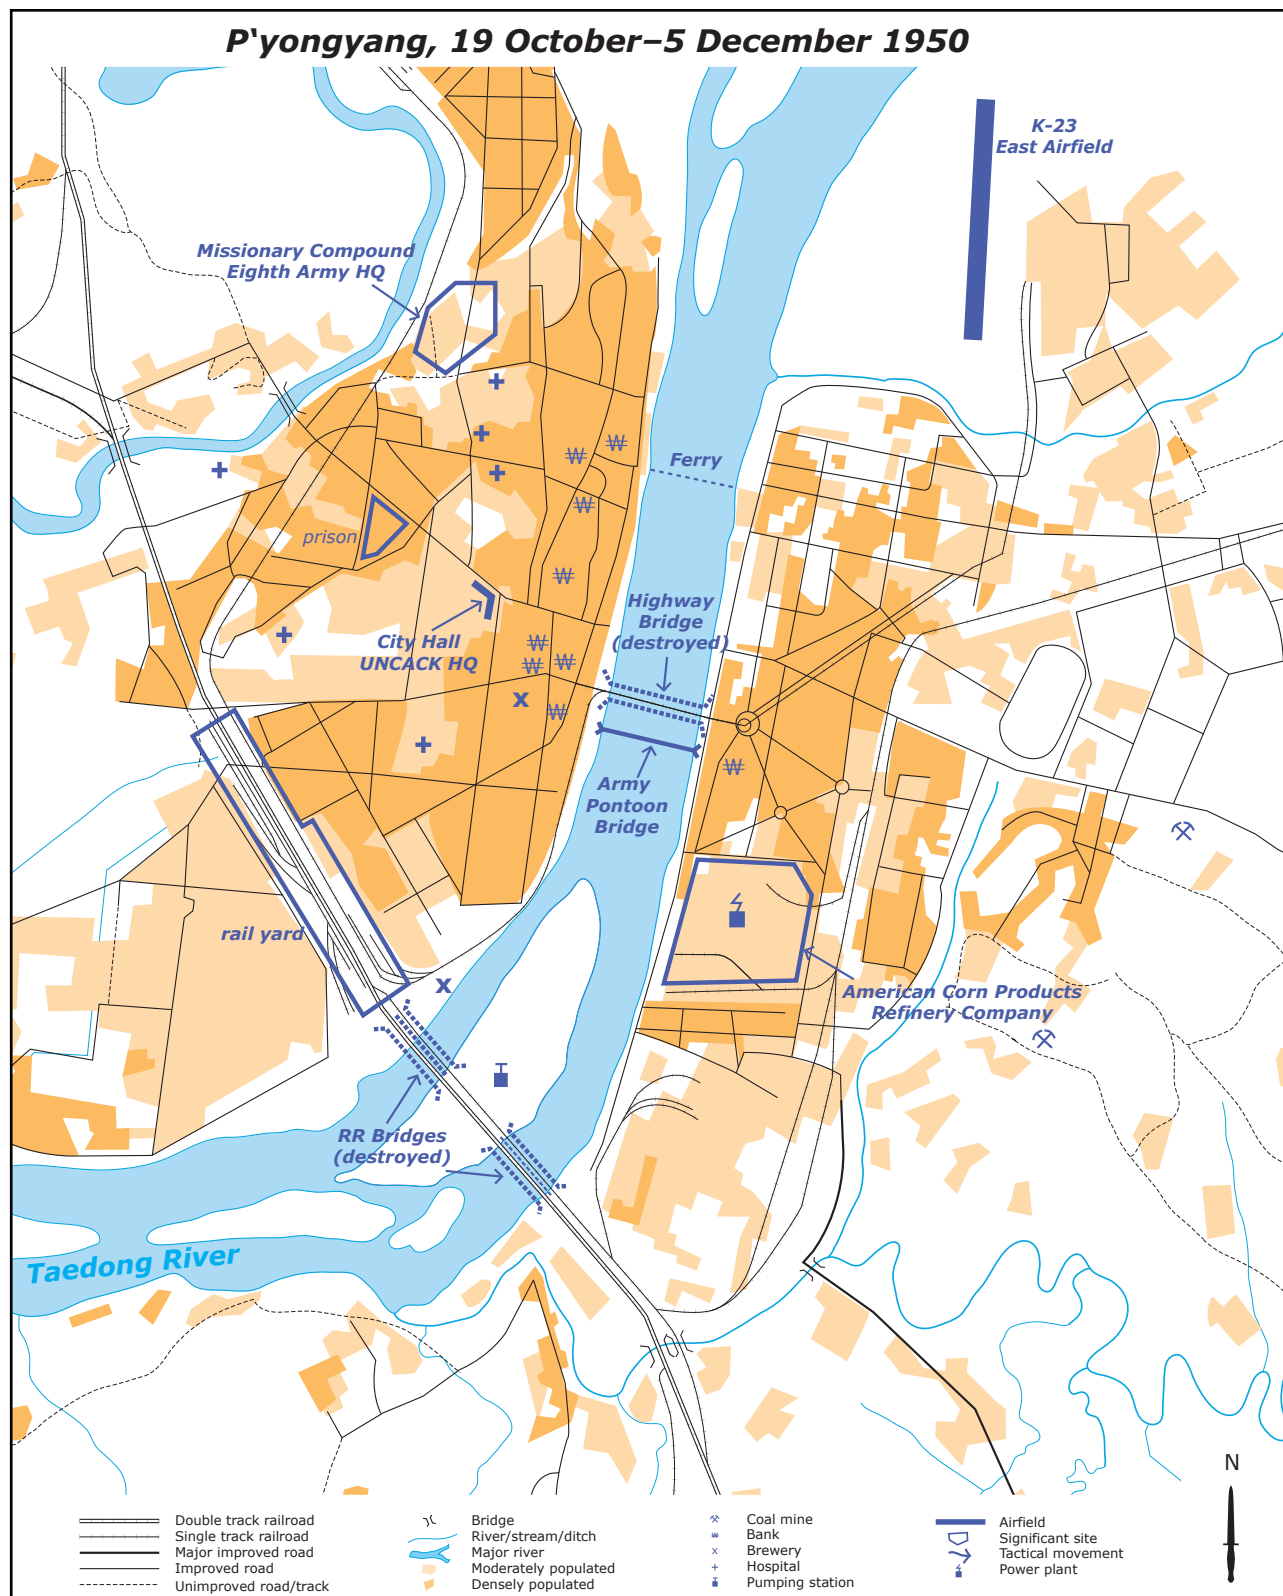 P'yongyang, 19 October–5 December 1950
K-23
East Airfield
Missionary Compound
Eighth Army HQ
Ferry
prison
Highway
Bridge
(destroyed)
City Hall
UNCACK HQ
Army
Pontoon
Bridge
rail yard
American Corn Products
Refinery Company
RR Bridges
(destroyed)
Taedong River
N
Double track railroad
Single track railroad
Major improved road
Improved road
Unimproved road/track
Bridge
River/stream/ditch
Major river
Moderately populated
Densely populated
Coal mine
Bank
Brewery
Hospital
Pumping station
Airfield
Significant site
Tactical movement
Power plant